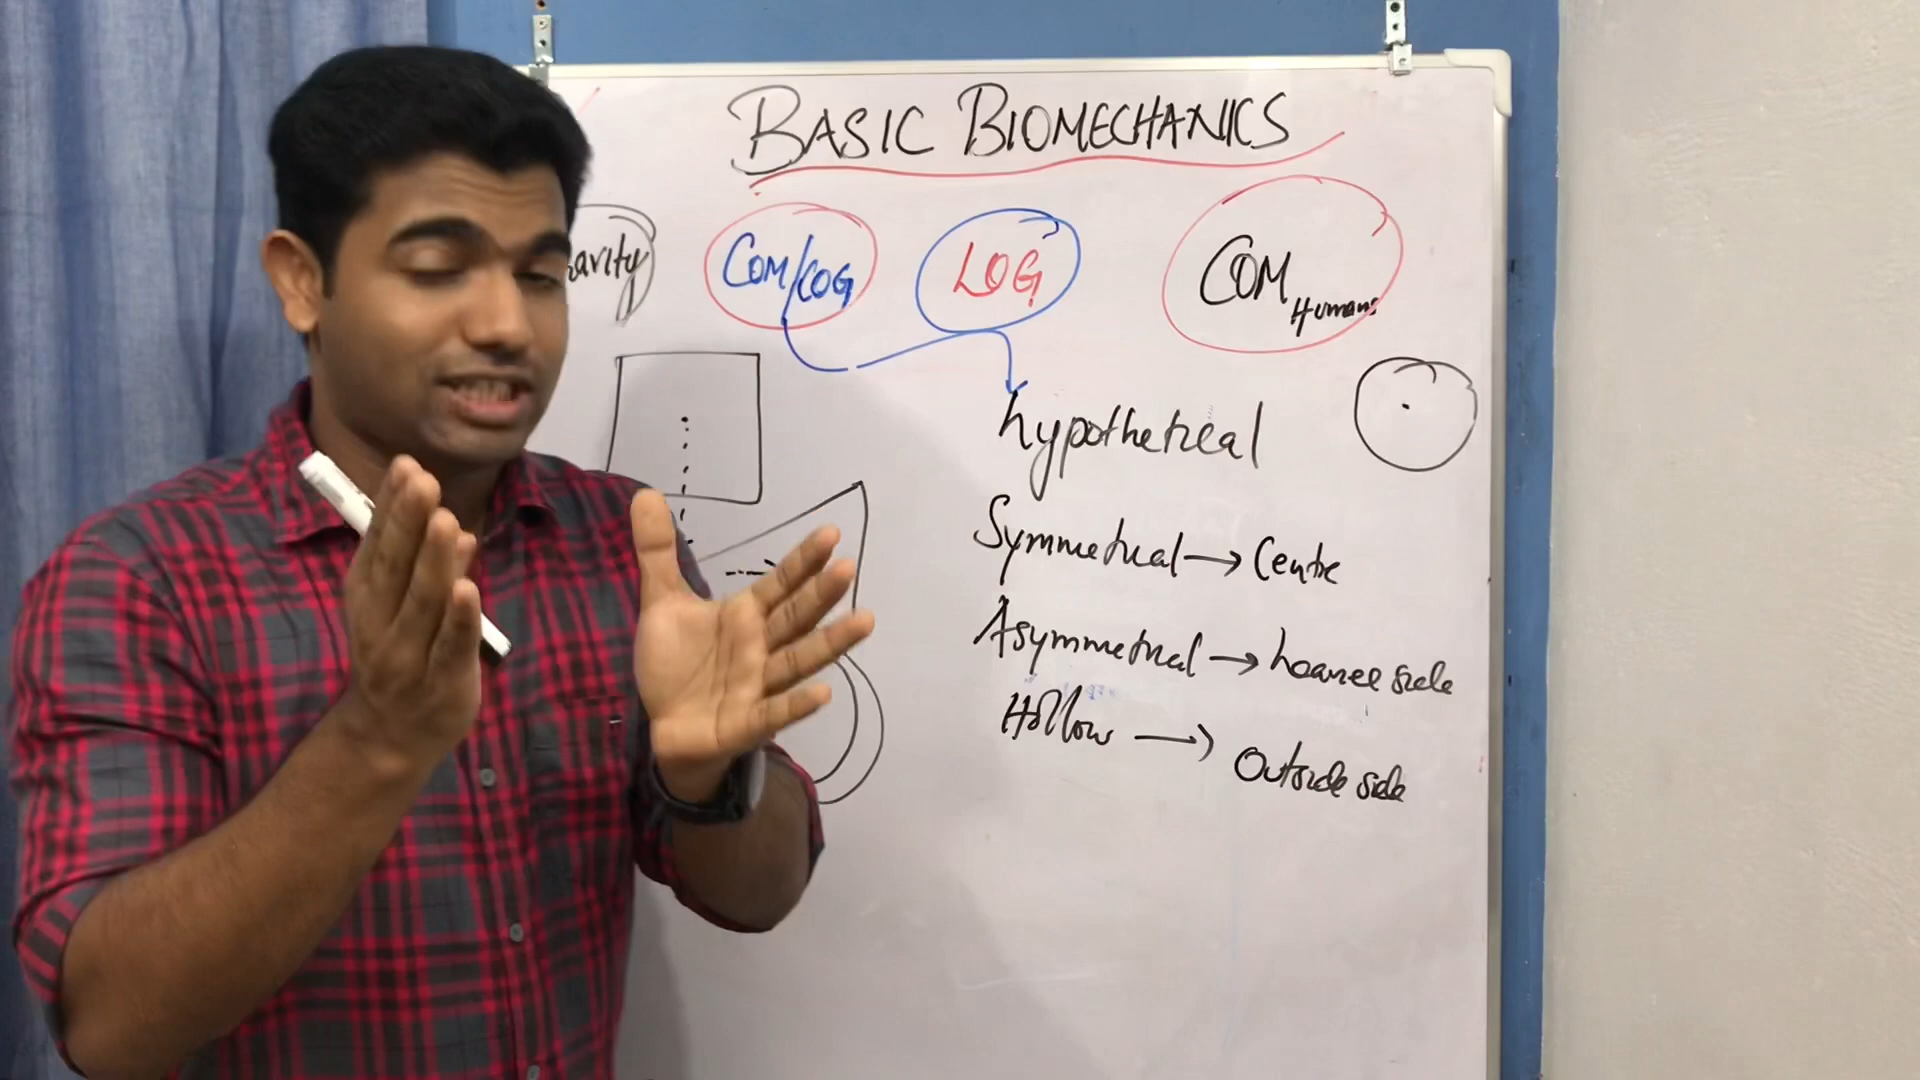 BASIC BIOMECHANICS
avity COM/COG LOG COM Humans
hypothetical
Symmetrical → Centre
Asymmetrical → heavier side
Hollow → Outside side